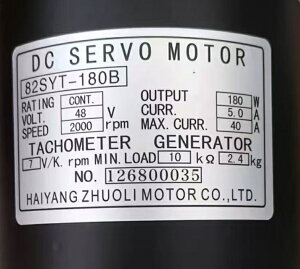 DC SERVO MOTOR
82SYT-180B
RATING CONT. OUTPUT 180 W
VOLT. 48 V CURR. 5.0 A
SPEED 2000 rpm MAX. CURR. 40 A
TACHOMETER GENERATOR
7 V/K. rpm MIN. LOAD 10 kΩ 2.4 kg
NO. 126800035
HAIYANG ZHUOLI MOTOR CO.,LTD.